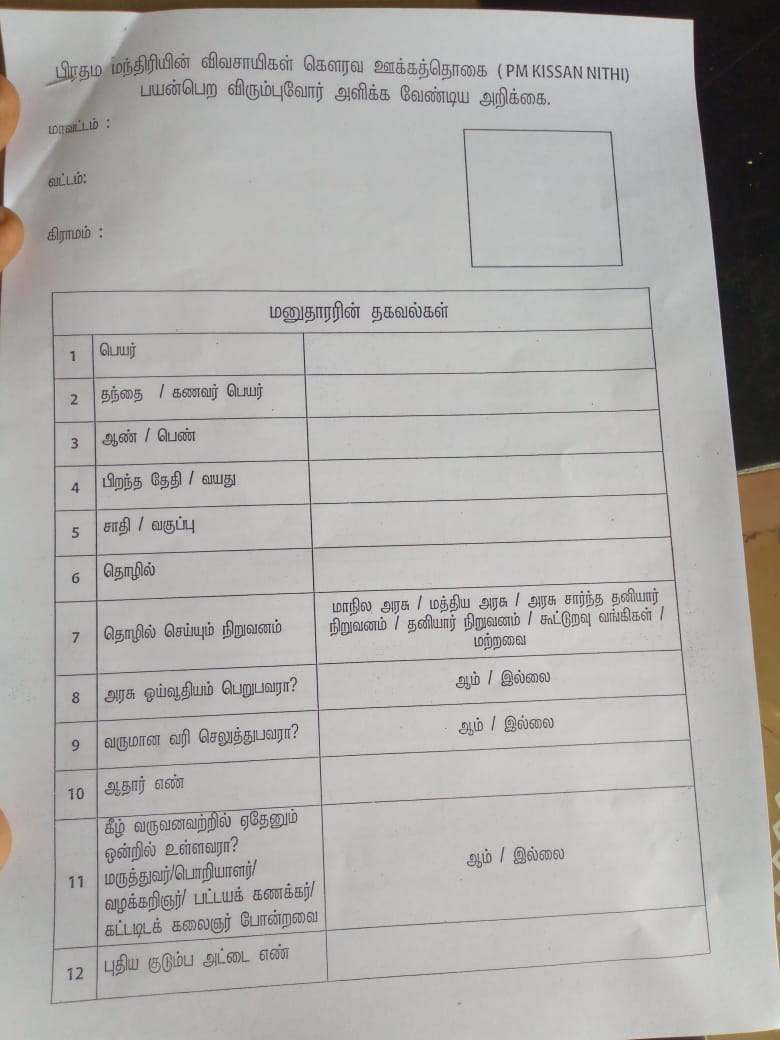 பிரதம மந்திரியின் விவசாயிகள் கௌரவ ஊக்கத்தொகை ( PM KISSAN NITHI)
பயன்பெற விரும்புவோர் அளிக்க வேண்டிய அறிக்கை.
மாவட்டம் :
வட்டம்:
கிராமம் :
மனுதாரரின் தகவல்கள்
1 பெயர்
2 தந்தை / கணவர் பெயர்
3 ஆண் / பெண்
4 பிறந்த தேதி / வயது
5 சாதி / வகுப்பு
6 தொழில்
7 தொழில் செய்யும் நிறுவனம்
மாநில அரசு / மத்திய அரசு / அரசு சார்ந்த தனியார்
நிறுவனம் / தனியார் நிறுவனம் / கூட்டுறவு வங்கிகள் /
மற்றவை
8 அரசு ஓய்வூதியம் பெறுபவரா? ஆம் / இல்லை
9 வருமான வரி செலுத்துபவரா? ஆம் / இல்லை
10 ஆதார் எண்
11 கீழ் வருவனவற்றில் ஏதேனும்
ஒன்றில் உள்ளவரா?
மருத்துவர்/பொறியாளர்/
வழக்கறிஞர்/ பட்டயக் கணக்கர்/
கட்டடிடக் கலைஞர் போன்றவை
ஆம் / இல்லை
12 புதிய குடும்ப அட்டை எண்